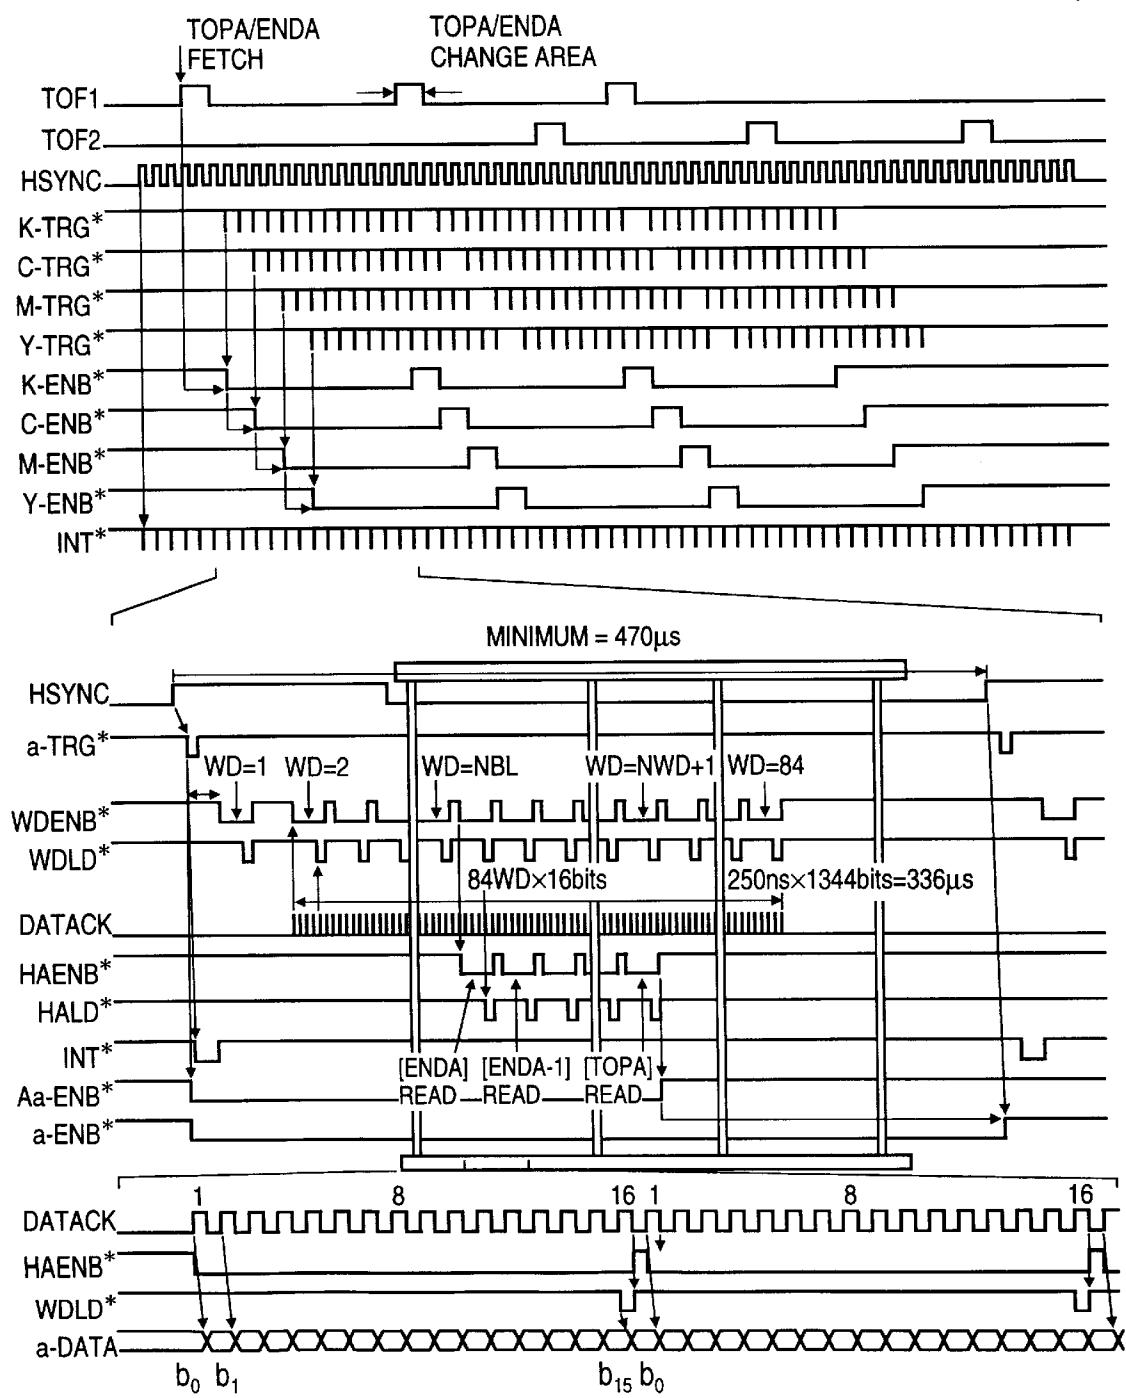 TOPA/ENDA
FETCH
TOPA/ENDA
CHANGE AREA
TOF1
TOF2
HSYNC
K-TRG*
C-TRG*
M-TRG*
Y-TRG*
K-ENB*
C-ENB*
M-ENB*
Y-ENB*
INT*
MINIMUM = 470µs
HSYNC
a-TRG*
WD=1 WD=2 WD=NBL WD=NWD+1 WD=84
WDENB*
WDLD*
84WD×16bits 250ns×1344bits=336µs
DATACK
HAENB*
HALD*
INT*
[ENDA] [ENDA-1] [TOPA]
Aa-ENB* READ READ READ
a-ENB*
1 8 16 1 8 16
DATACK
HAENB*
WDLD*
a-DATA
b0 b1 b15 b0